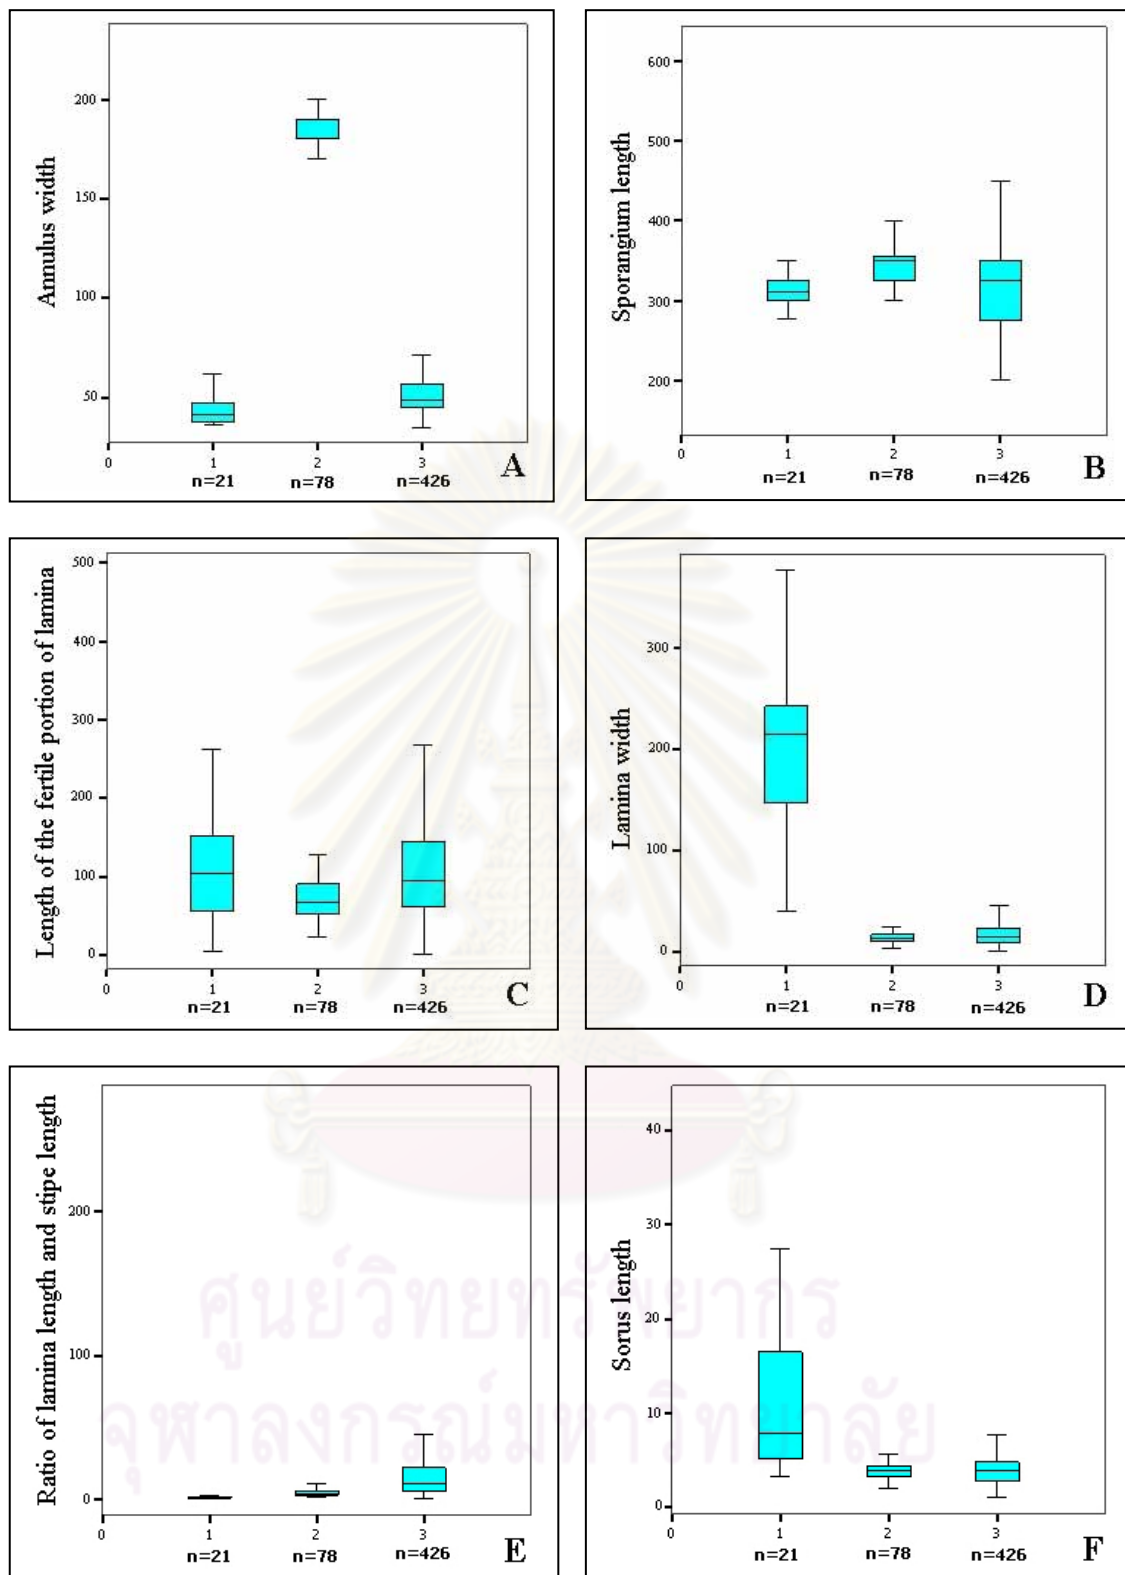 Annulus width
200
150
100
50
0
1
2
3
n=21
n=78
n=426
A
Sporangium length
600
500
400
300
200
0
1
2
3
n=21
n=78
n=426
B
Length of the fertile portion of lamina
500
400
300
200
100
0
0
1
2
3
n=21
n=78
n=426
C
Lamina width
300
200
100
0
0
1
2
3
n=21
n=78
n=426
D
Ratio of lamina length and stipe length
200
100
0
0
1
2
3
n=21
n=78
n=426
E
Sorus length
40
30
20
10
0
0
1
2
3
n=21
n=78
n=426
F
ศูนย์วิทยทรัพยากร
จุฬาลงกรณ์มหาวิทยาลัย